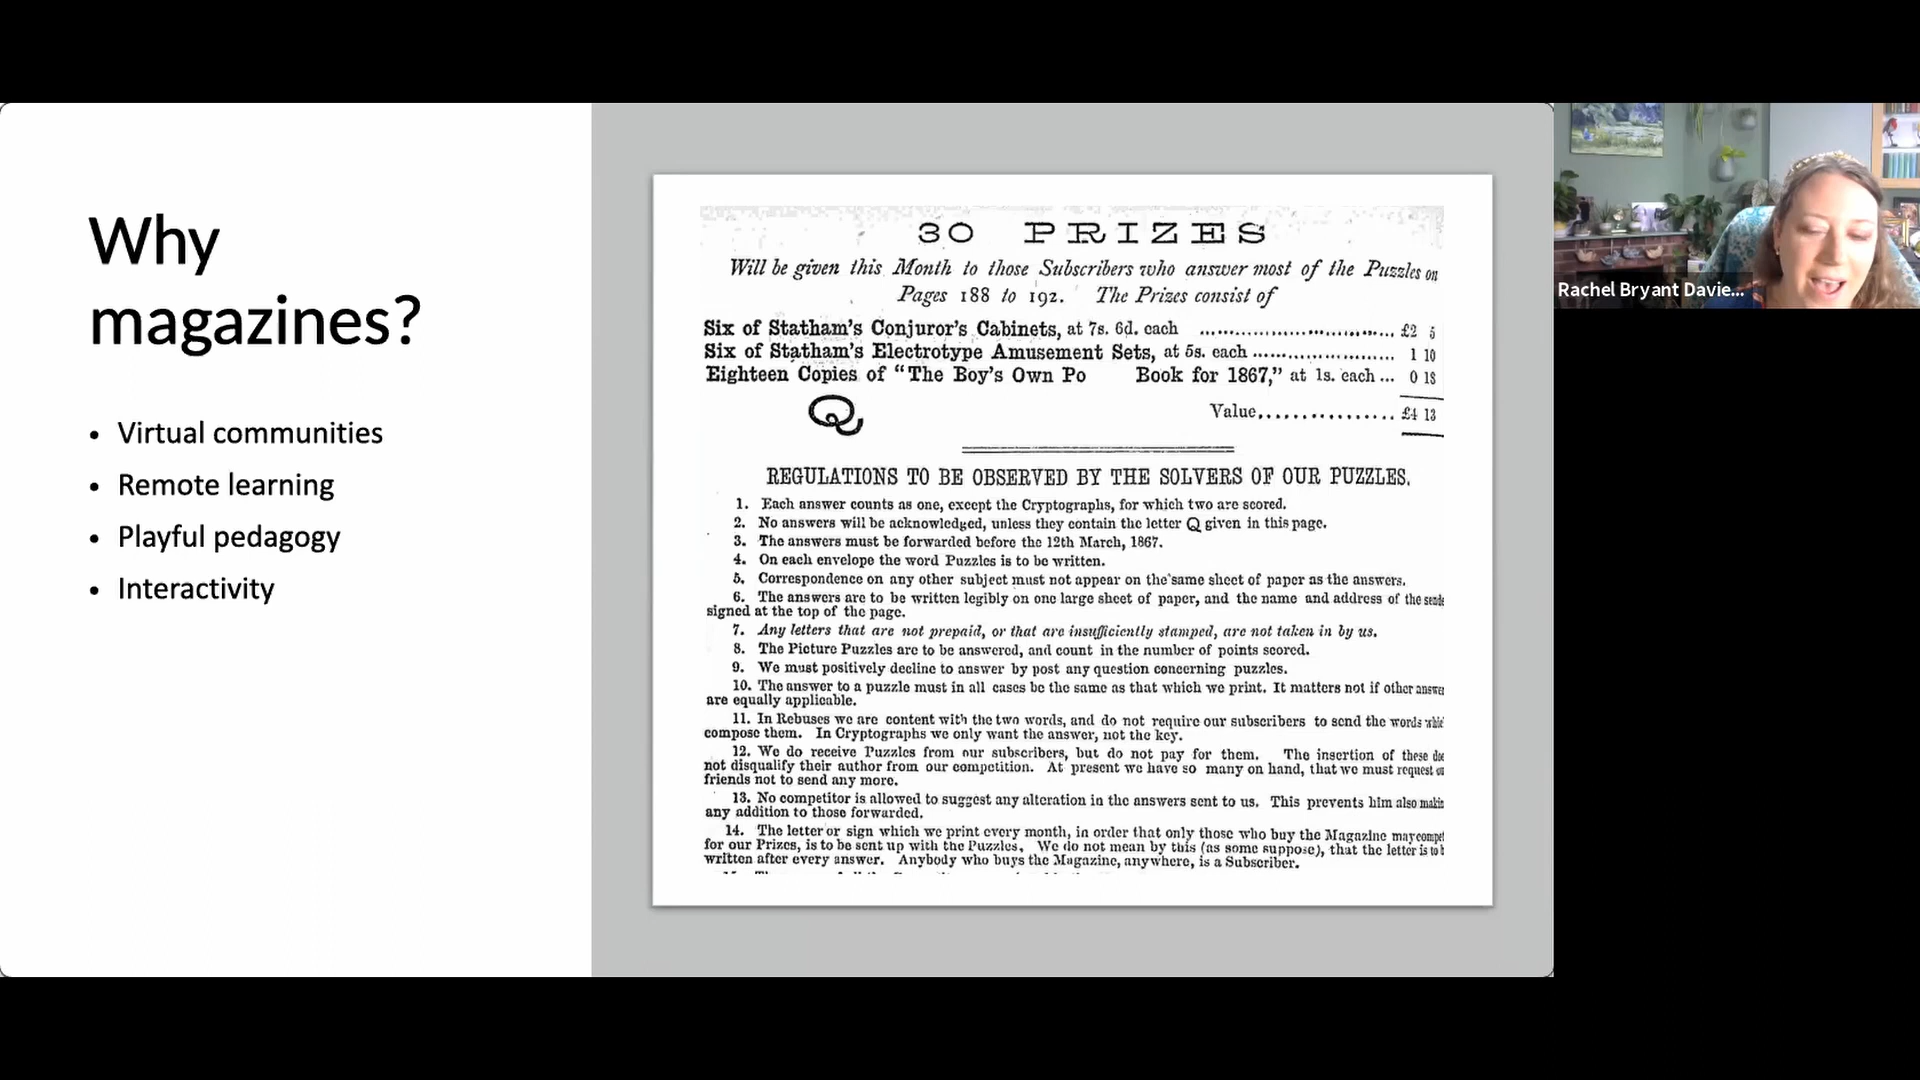 Why
magazines?
• Virtual communities
• Remote learning
• Playful pedagogy
• Interactivity
30 PRIZES
Will be given this Month to those Subscribers who answer most of the Puzzles on
Pages 188 to 192. The Prizes consist of
Six of Statham's Conjuror's Cabinets, at 7s. 6d. each .................................... £2 5
Six of Statham's Electrotype Amusement Sets, at 5s. each .......................... 1 10
Eighteen Copies of "The Boy's Own Po Book for 1867," at 1s. each ... 0 18
Value.................. £4 13
Q
REGULATIONS TO BE OBSERVED BY THE SOLVERS OF OUR PUZZLES.
1. Each answer counts as one, except the Cryptographs, for which two are scored.
2. No answers will be acknowledged, unless they contain the letter Q given in this page.
3. The answers must be forwarded before the 12th March, 1867.
4. On each envelope the word Puzzles is to be written.
5. Correspondence on any other subject must not appear on the same sheet of paper as the answers.
6. The answers are to be written legibly on one large sheet of paper, and the name and address of the sende
signed at the top of the page.
7. Any letters that are not prepaid, or that are insufficiently stamped, are not taken in by us.
8. The Picture Puzzles are to be answered, and count in the number of points scored.
9. We must positively decline to answer by post any question concerning puzzles.
10. The answer to a puzzle must in all cases be the same as that which we print. It matters not if other answer
are equally applicable.
11. In Rebuses we are content with the two words, and do not require our subscribers to send the words whic
compose them. In Cryptographs we only want the answer, not the key.
12. We do receive Puzzles from our subscribers, but do not pay for them. The insertion of these doe
not disqualify their author from our competition. At present we have so many on hand, that we must request ou
friends not to send any more.
13. No competitor is allowed to suggest any alteration in the answers sent to us. This prevents him also makin
any addition to those forwarded.
14. The letter or sign which we print every month, in order that only those who buy the Magazine may compet
for our Prizes, is to be sent up with the Puzzles. We do not mean by this (as some suppose), that the letter is to b
written after every answer. Anybody who buys the Magazine, anywhere, is a Subscriber.
Rachel Bryant Davie...